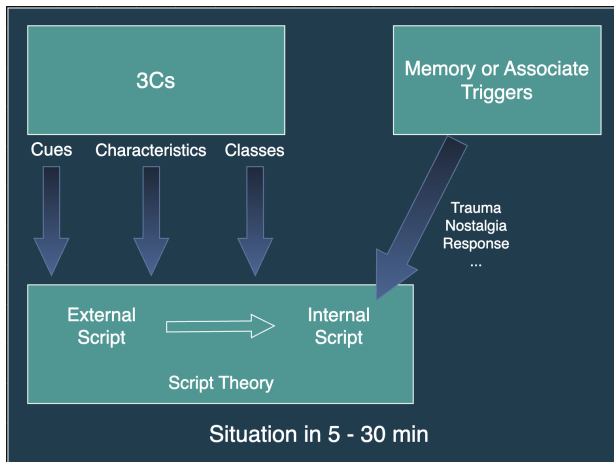 3Cs
Memory or Associate
Triggers
Cues Characteristics Classes
Trauma
Nostalgia
Response
...
External
Script
Internal
Script
Script Theory
Situation in 5 - 30 min